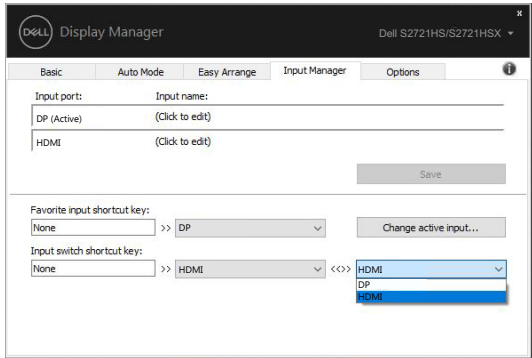 DELL Display Manager Dell S2721HS/S2721HSX
Basic Auto Mode Easy Arrange Input Manager Options
Input port: Input name:
DP (Active) (Click to edit)
HDMI (Click to edit)
Save
Favorite input shortcut key:
None >> DP Change active input...
Input switch shortcut key:
None >> HDMI <<>> HDMI
DP
HDMI